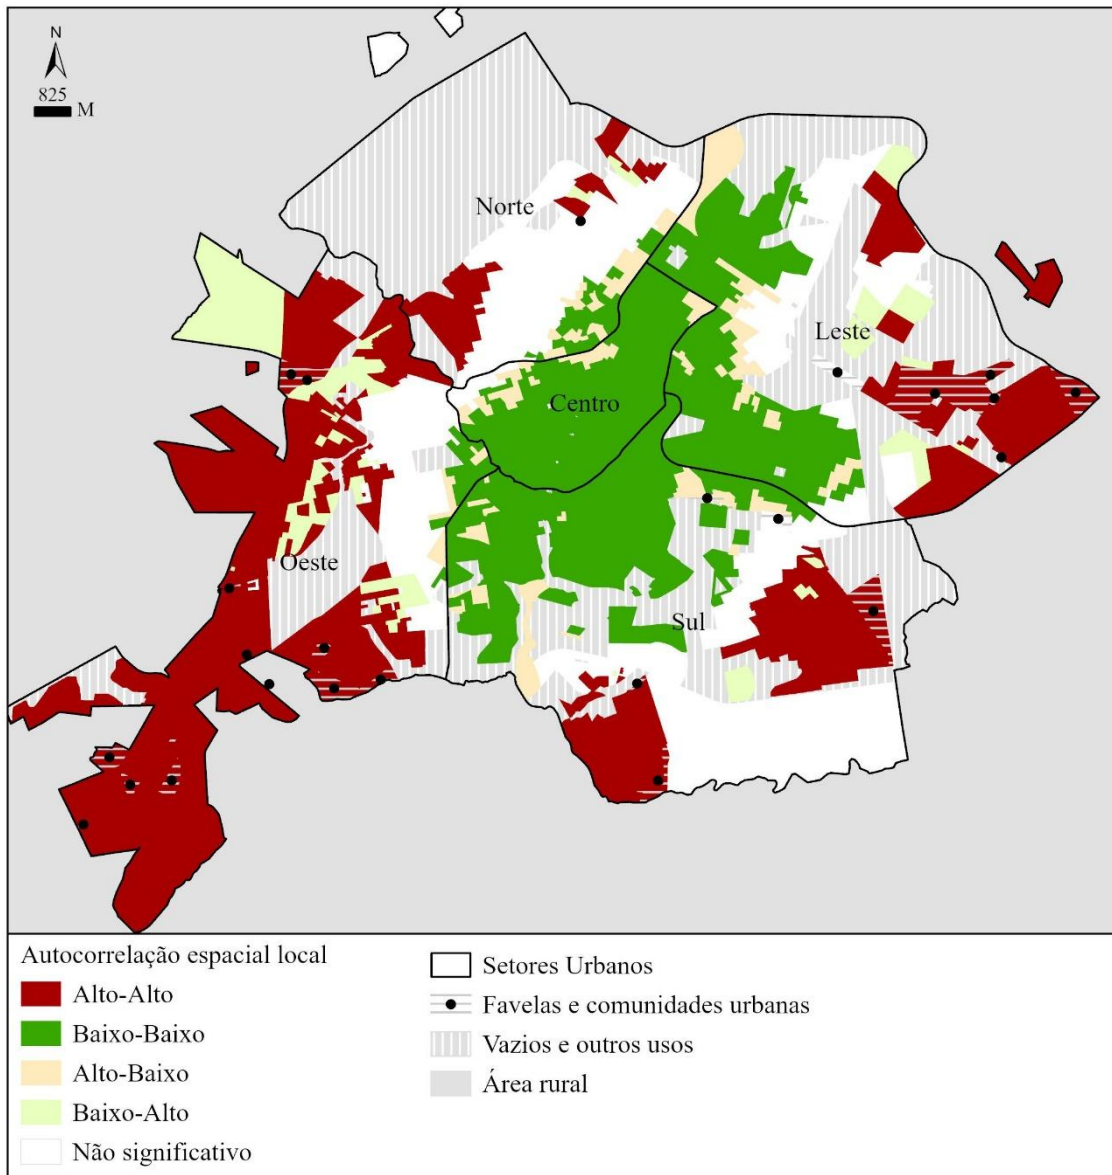 N
825
M
Norte
Leste
Centro
Oeste
Sul
Autocorrelação espacial local
Alto-Alto
Baixo-Baixo
Alto-Baixo
Baixo-Alto
Não significativo
Setores Urbanos
Favelas e comunidades urbanas
Vazios e outros usos
Área rural